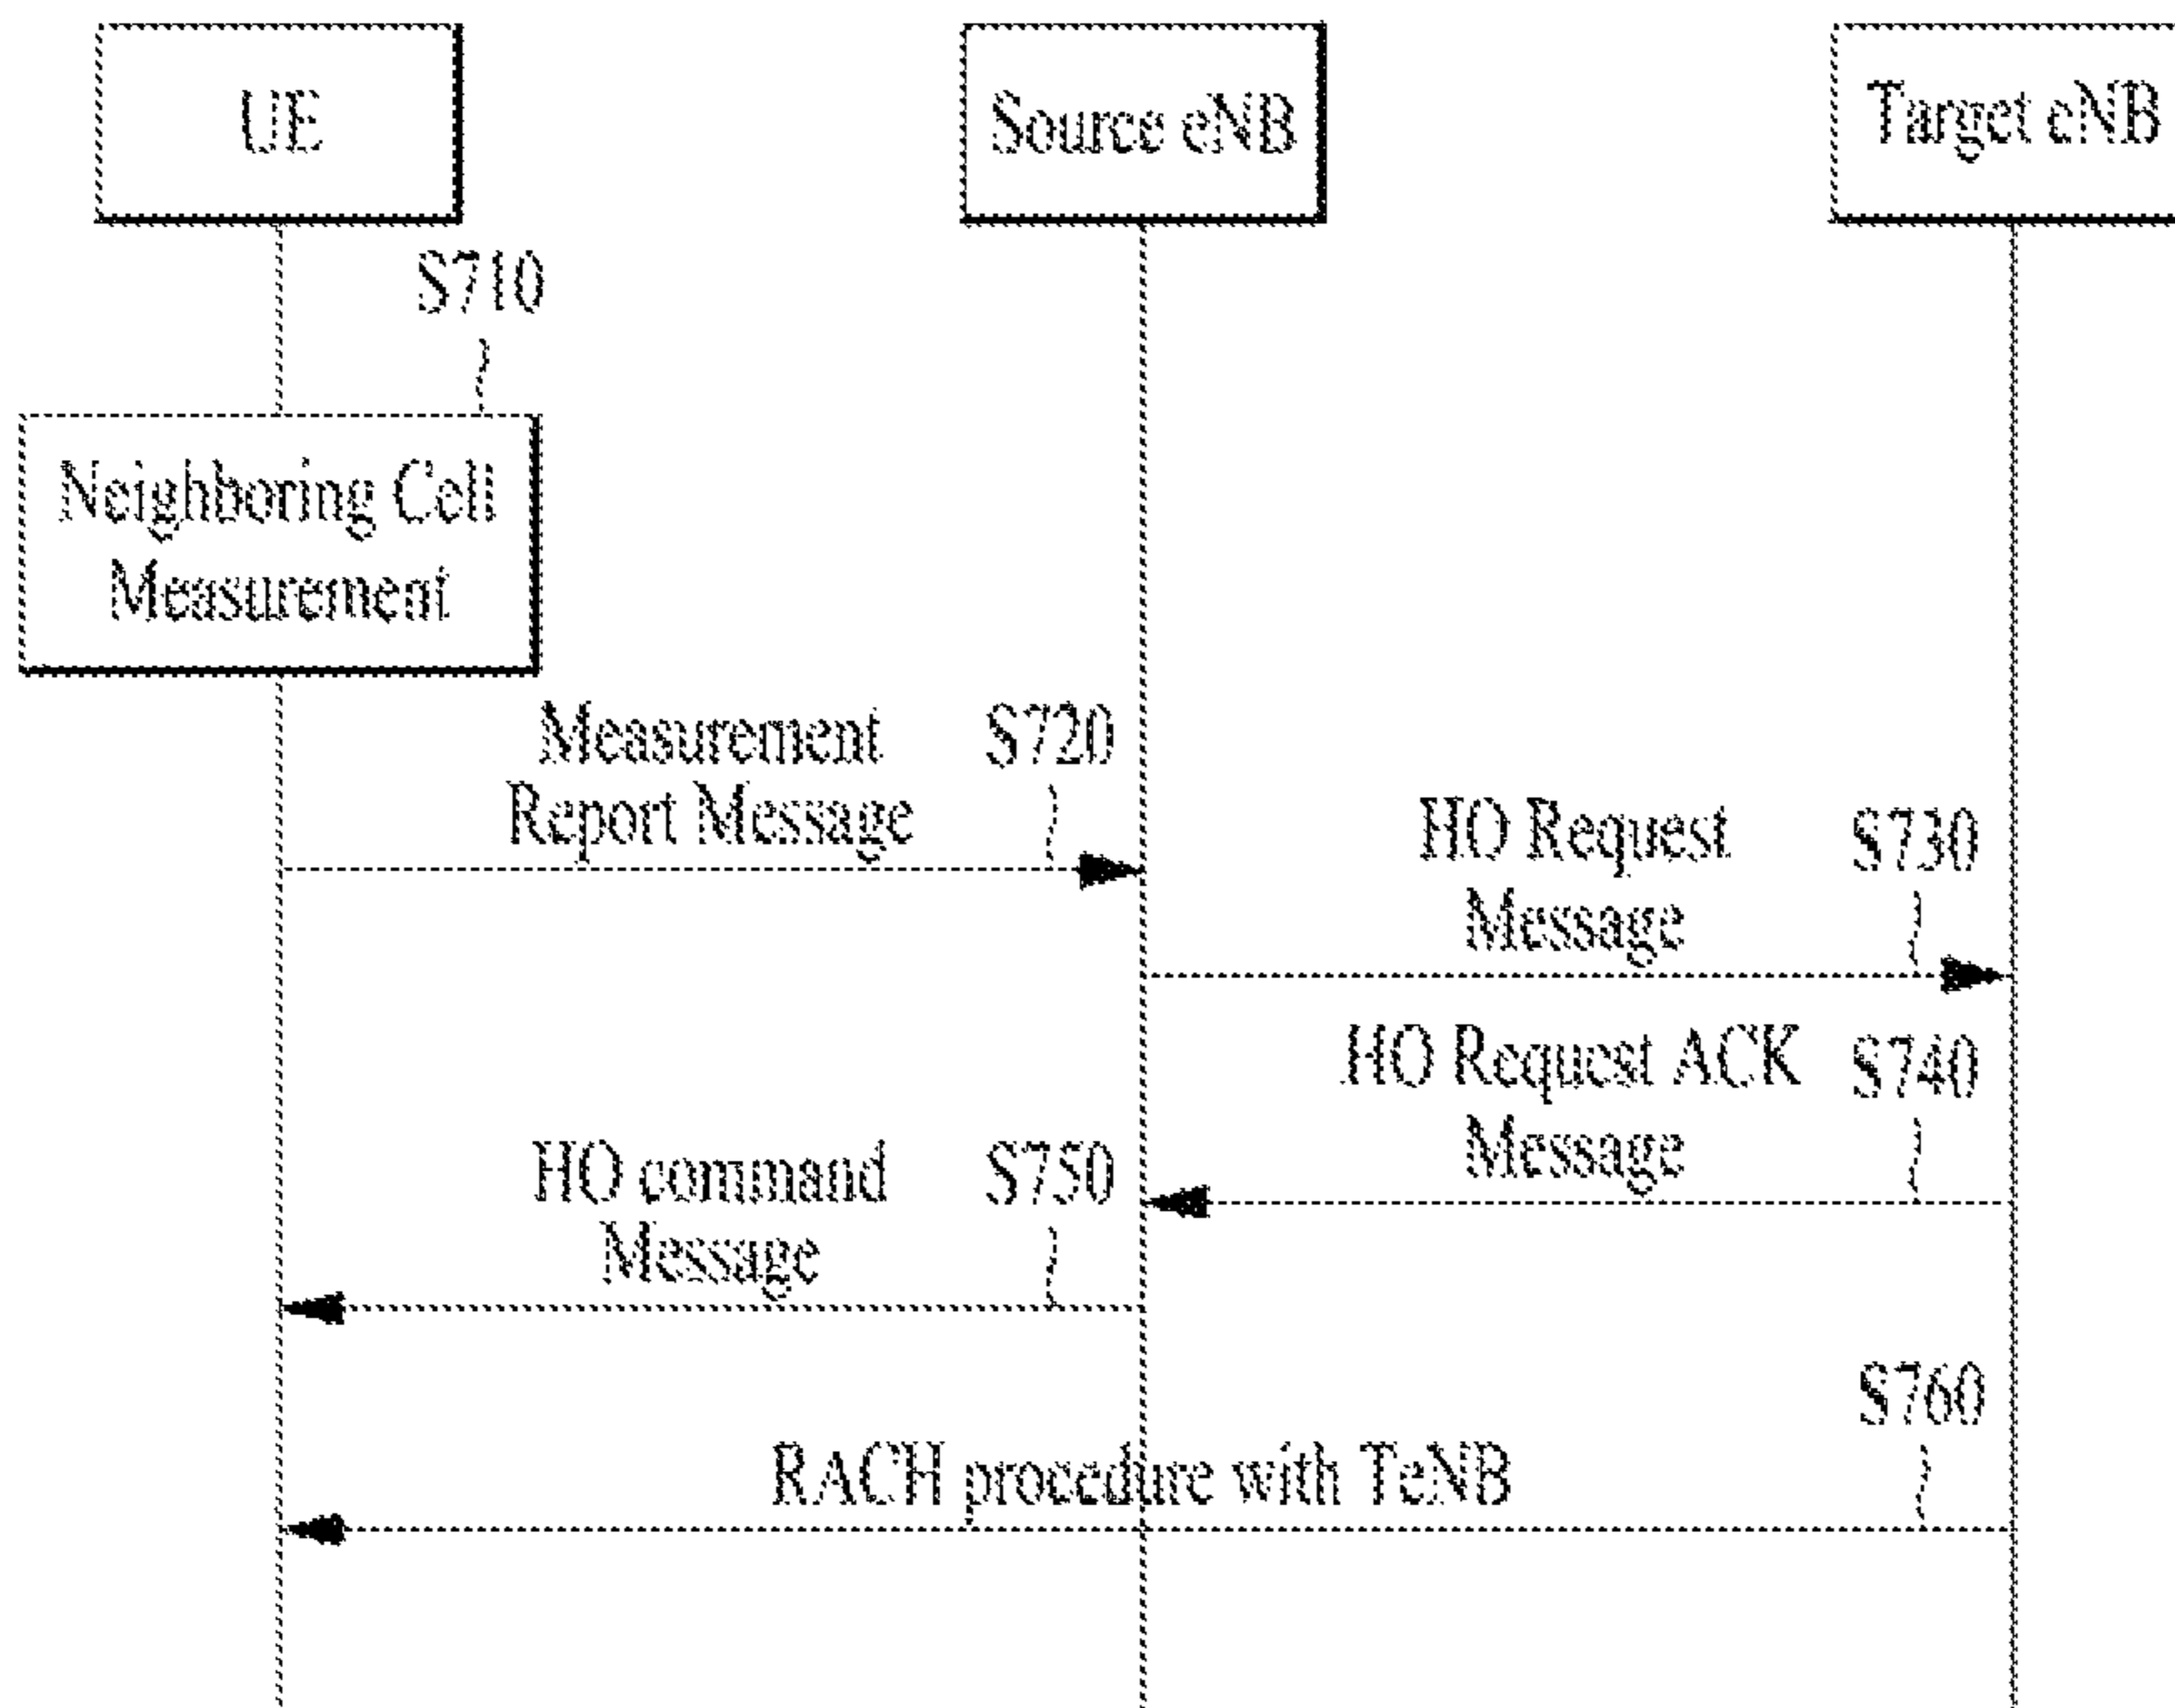 UE
Source eNB
Target eNB
S710
Neighboring Cell
Measurement
Measurement
Report Message
S720
HO Request
Message
S730
HO Request ACK
Message
S740
HO command
Message
S750
S760
RACH procedure with TeNB